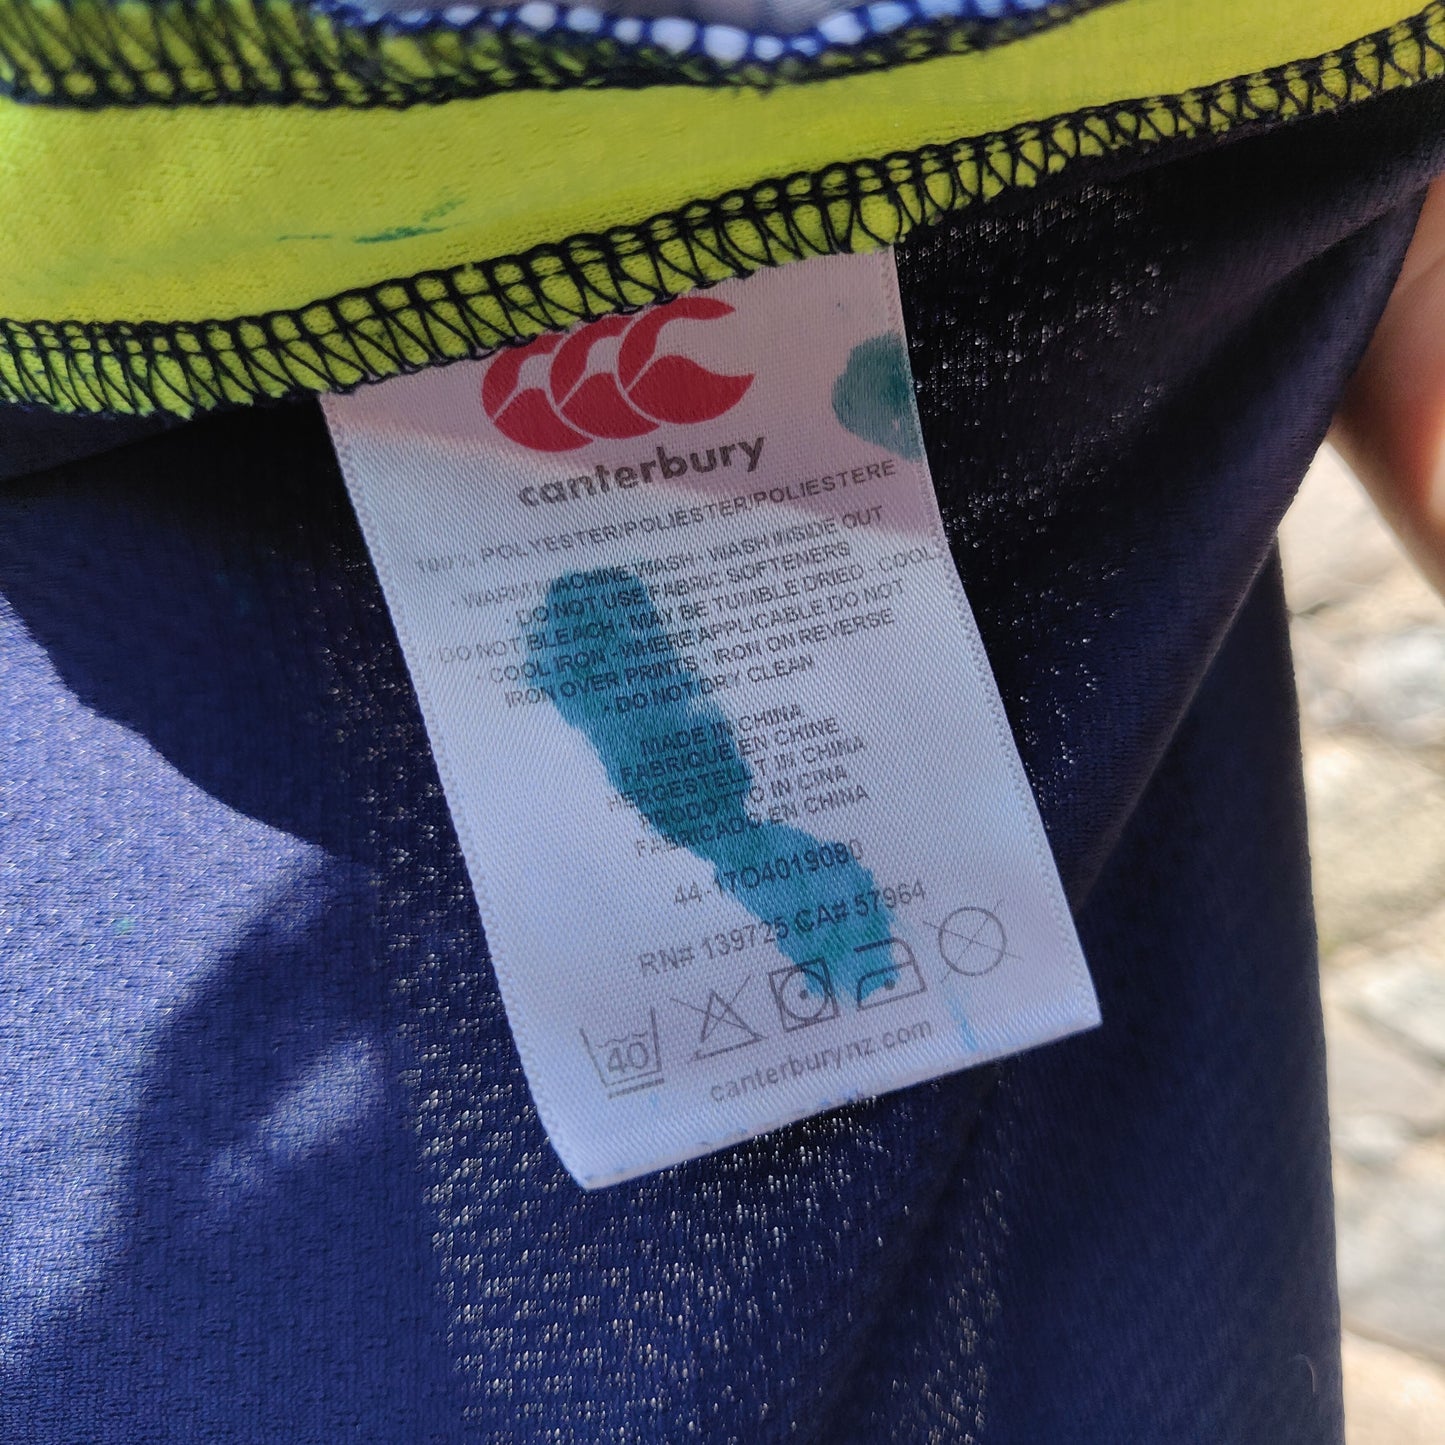 canterbury
100% POLYESTER/POLIÉSTER/POLIESTERE
WARM MACHINE WASH · WASH INSIDE OUT
DO NOT USE FABRIC SOFTENERS
DO NOT BLEACH · MAY BE TUMBLE DRIED · COOL
· COOL IRON · WHERE APPLICABLE DO NOT
IRON OVER PRINTS · IRON ON REVERSE
· DO NOT DRY CLEAN
MADE IN CHINA
FABRIQUE EN CHINE
HERGESTELLT IN CHINA
PRODOTTO IN CINA
FABRICADO EN CHINA
44-17O4019080
RN# 139725 CA# 57964
40
canterburynz.com